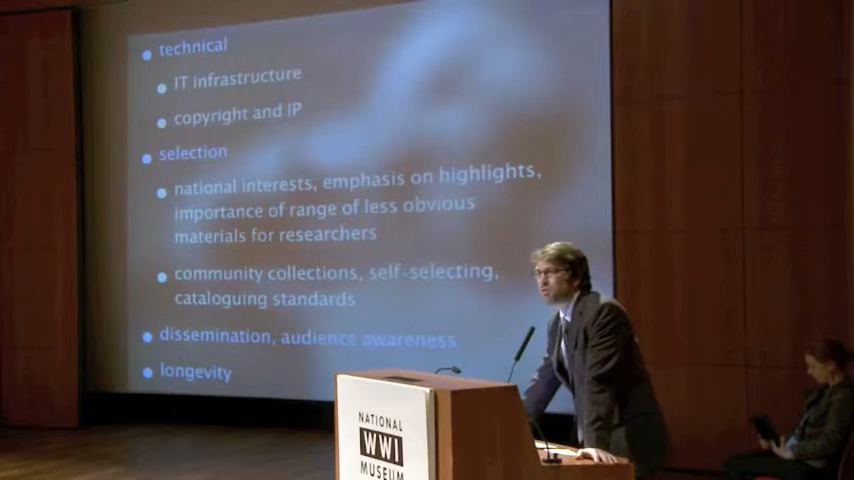 technical
IT infrastructure
copyright and IP
selection
national interests, emphasis on highlights,
importance of range of less obvious
materials for researchers
community collections, self-selecting,
cataloguing standards
dissemination, audience awareness
longevity
NATIONAL
WWI
MUSEUM